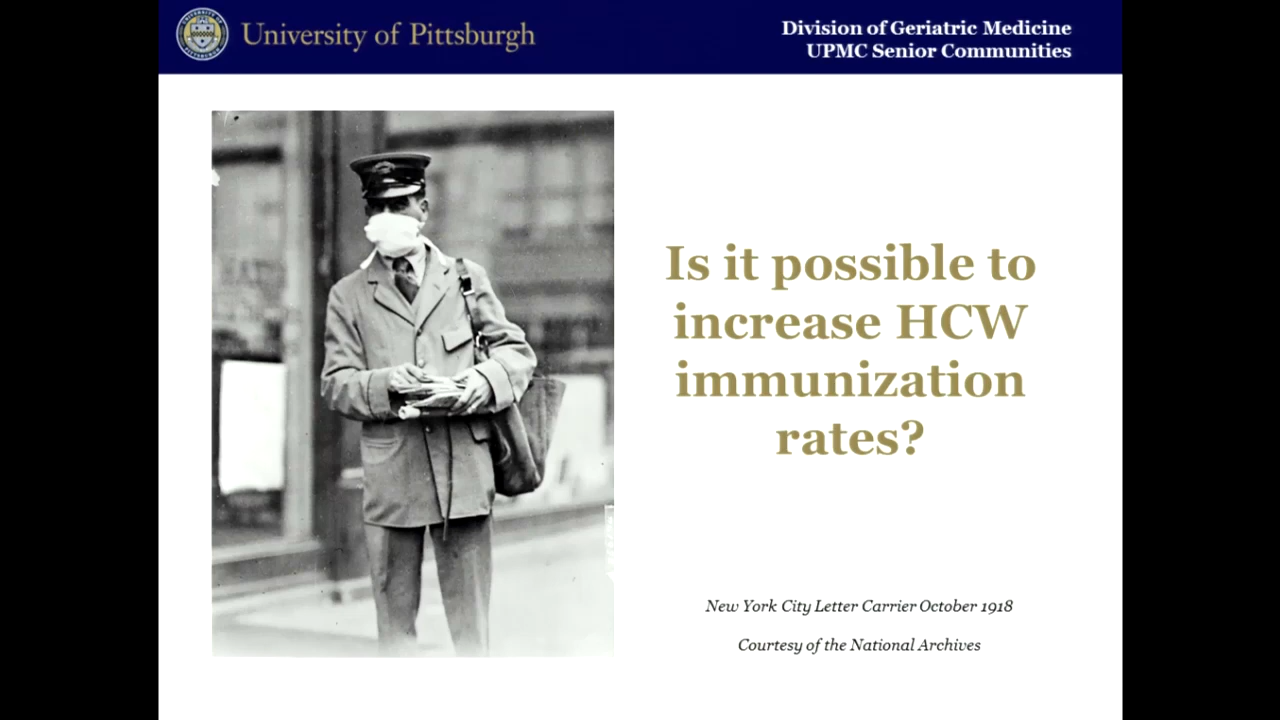 University of Pittsburgh
Division of Geriatric Medicine
UPMC Senior Communities
Is it possible to
increase HCW
immunization
rates?
New York City Letter Carrier October 1918
Courtesy of the National Archives